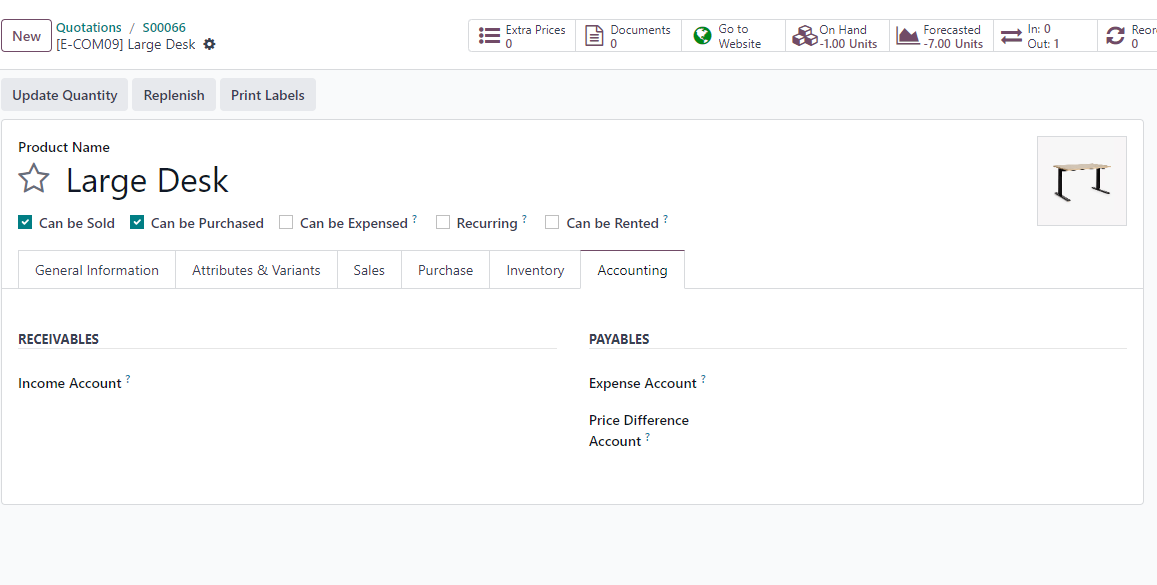 New
Quotations / S00066
[E-COM09] Large Desk
Extra Prices
0
Documents
0
Go to
Website
On Hand
-1.00 Units
Forecasted
-7.00 Units
In: 0
Out: 1
Reor
0
Update Quantity
Replenish
Print Labels
Product Name
Large Desk
Can be Sold
Can be Purchased
Can be Expensed ?
Recurring ?
Can be Rented ?
General Information
Attributes & Variants
Sales
Purchase
Inventory
Accounting
RECEIVABLES
Income Account ?
PAYABLES
Expense Account ?
Price Difference
Account ?